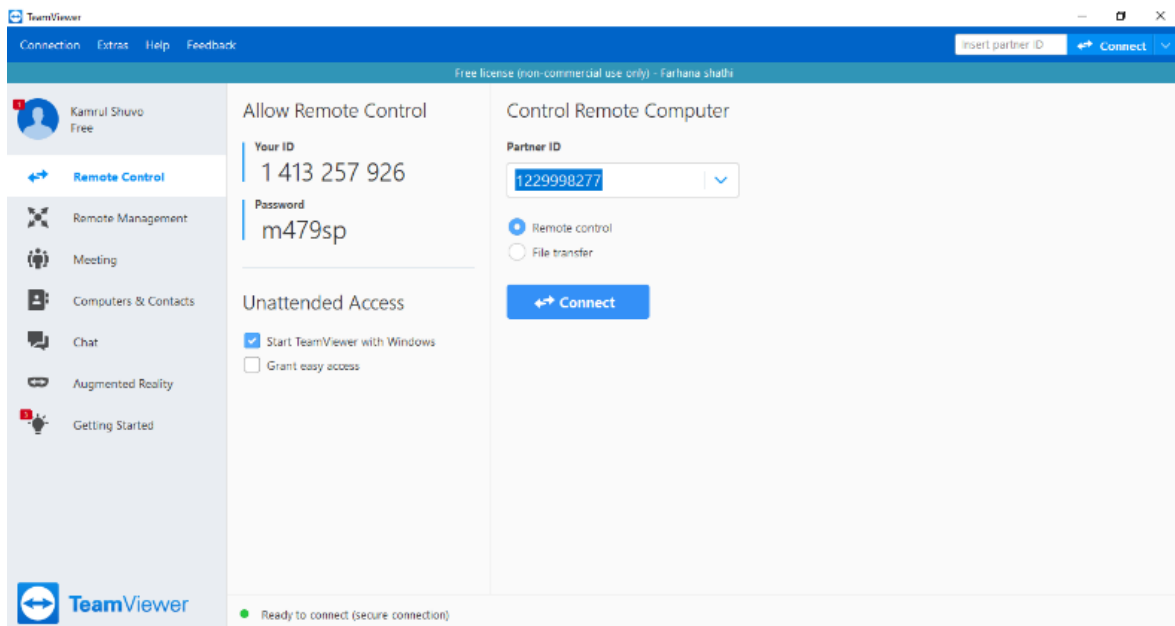 TeamViewer
Connection Extras Help Feedback
Insert partner ID
Connect
Free license (non-commercial use only) - Farhana shathi
1
Kamrul Shuvo
Free
Remote Control
Remote Management
Meeting
Computers & Contacts
Chat
Augmented Reality
3
Getting Started
TeamViewer
Allow Remote Control
Your ID
1 413 257 926
Password
m479sp
Unattended Access
Start TeamViewer with Windows
Grant easy access
Control Remote Computer
Partner ID
1229998277
Remote control
File transfer
Connect
Ready to connect (secure connection)